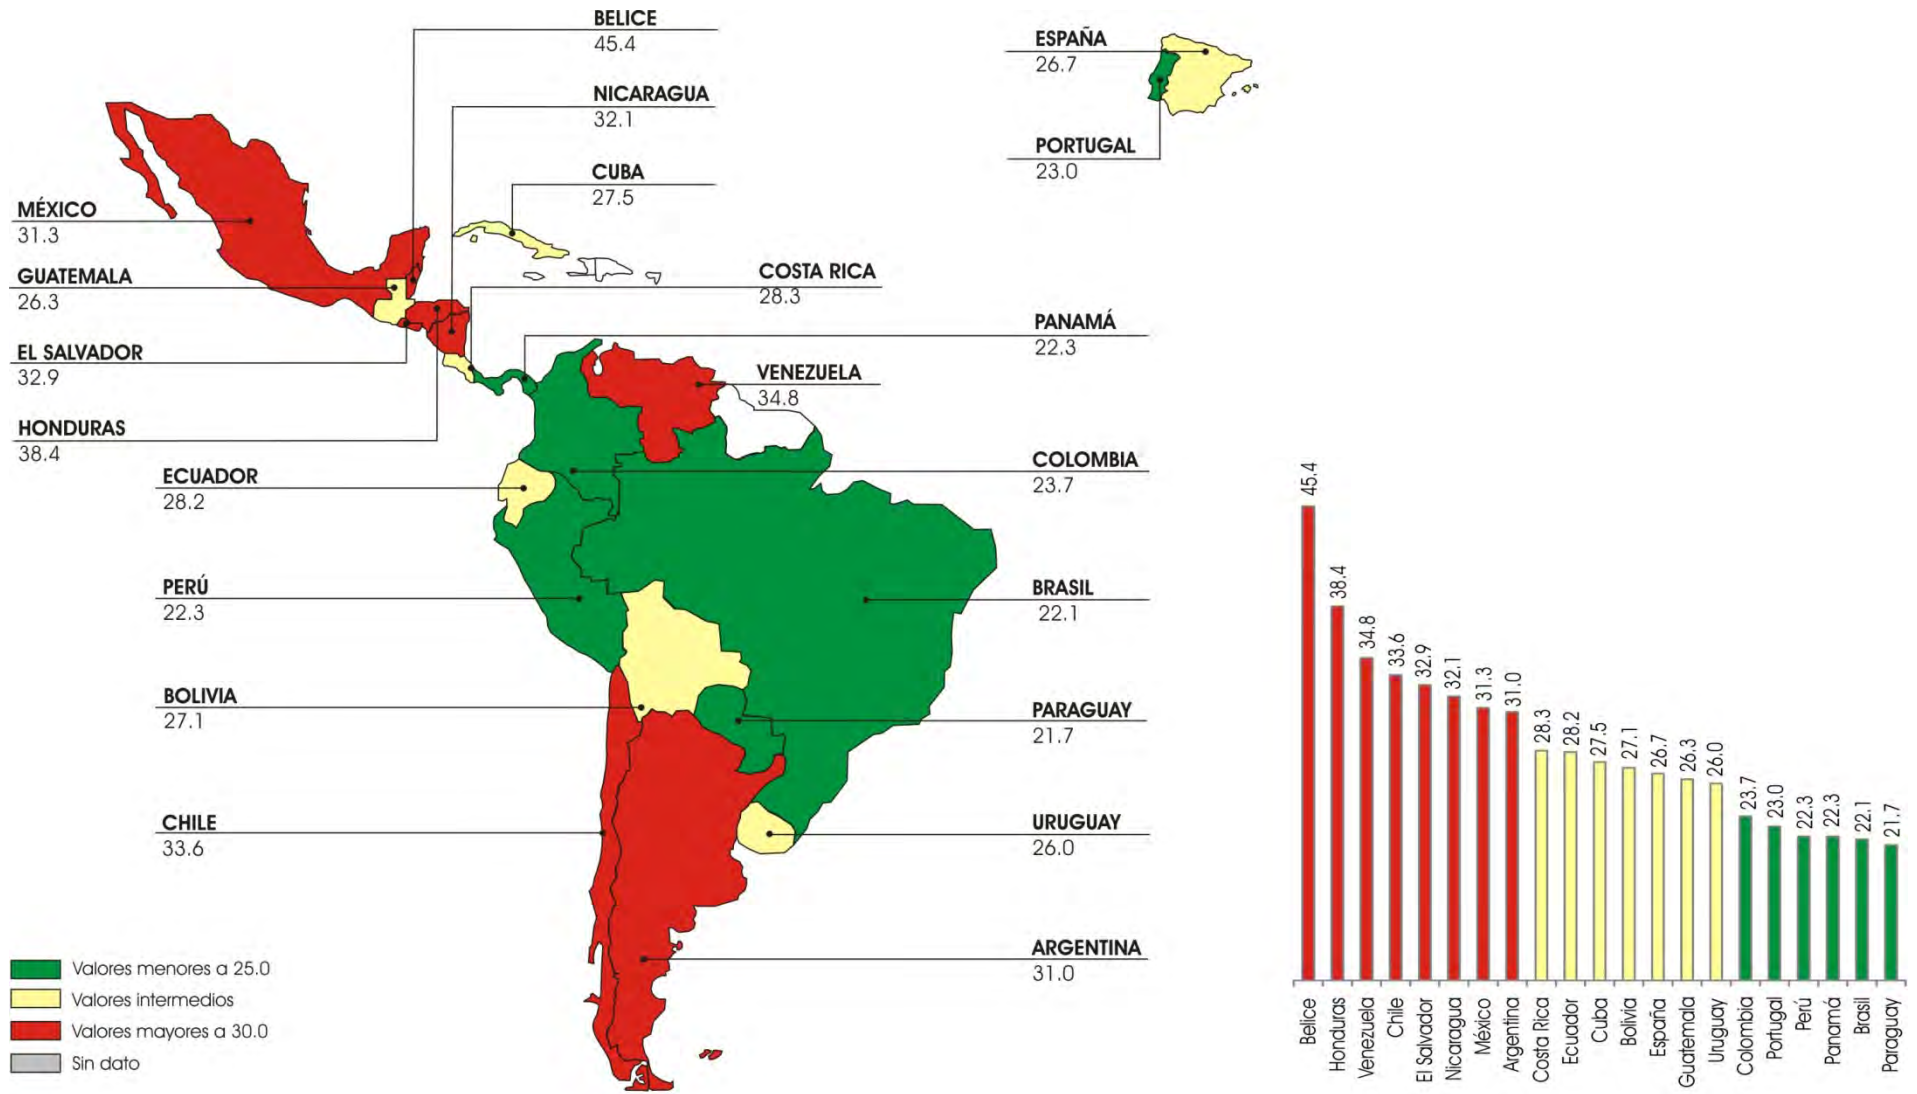 BELICE
45.4
NICARAGUA
32.1
CUBA
27.5
MÉXICO
31.3
GUATEMALA
26.3
COSTA RICA
28.3
EL SALVADOR
32.9
PANAMÁ
22.3
VENEZUELA
34.8
HONDURAS
38.4
ECUADOR
28.2
COLOMBIA
23.7
PERÚ
22.3
BRASIL
22.1
BOLIVIA
27.1
PARAGUAY
21.7
CHILE
33.6
URUGUAY
26.0
ARGENTINA
31.0
ESPAÑA
26.7
PORTUGAL
23.0
Valores menores a 25.0
Valores intermedios
Valores mayores a 30.0
Sin dato
45.4
38.4
34.8
33.6
32.9
32.1
31.3
31.0
28.3
28.2
27.5
27.1
26.7
26.3
26.0
23.7
23.0
22.3
22.3
22.1
21.7
Belice
Honduras
Venezuela
Chile
El Salvador
Nicaragua
México
Argentina
Costa Rica
Ecuador
Cuba
Bolivia
España
Guatemala
Uruguay
Colombia
Portugal
Perú
Panamá
Brasil
Paraguay